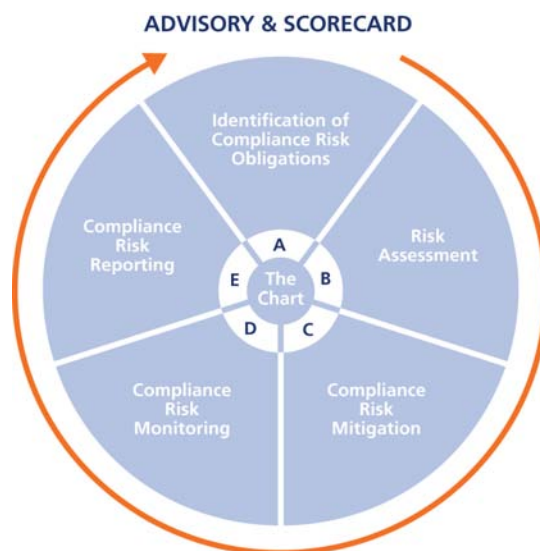 ADVISORY & SCORECARD
Identification of
Compliance Risk
Obligations
Risk
Assessment
Compliance
Risk
Mitigation
Compliance
Risk
Monitoring
Compliance
Risk
Reporting
A
B
C
D
E
The
Chart